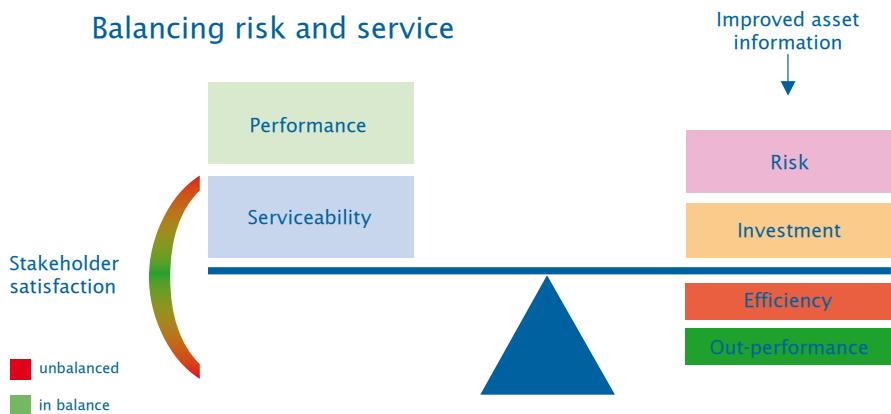 Balancing risk and service
Improved asset
information
Performance
Risk
Serviceability
Investment
Stakeholder
satisfaction
Efficiency
Out-performance
unbalanced
in balance